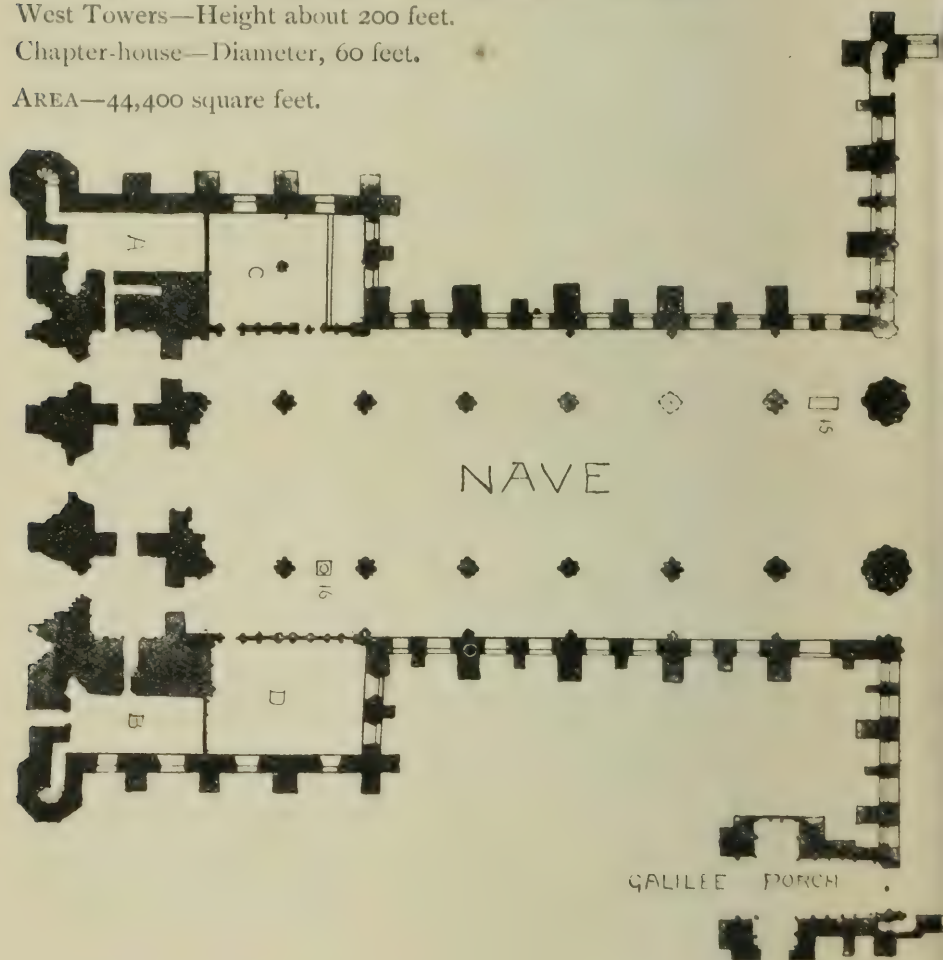 West Towers—Height about 200 feet.
Chapter-house—Diameter, 60 feet.
AREA—44,400 square feet.
A
C
15
NAVE
16
D
B
GALILEE PORCH